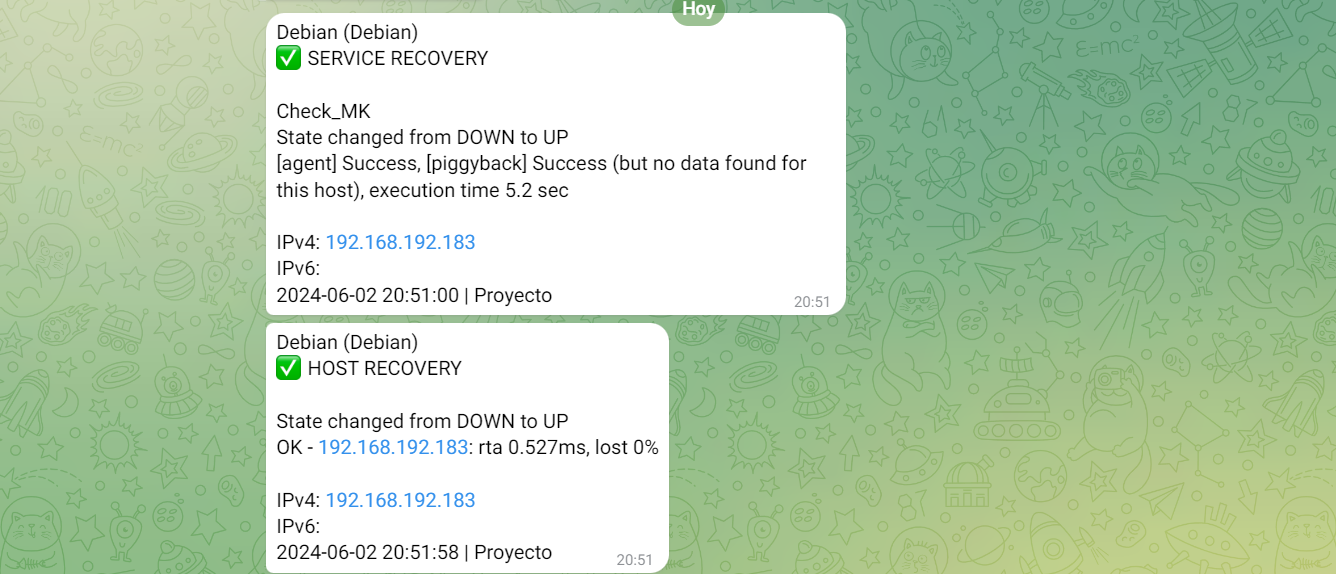 Hoy
Debian (Debian)
✅ SERVICE RECOVERY
Check_MK
State changed from DOWN to UP
[agent] Success, [piggyback] Success (but no data found for
this host), execution time 5.2 sec
IPv4: 192.168.192.183
IPv6:
2024-06-02 20:51:00 | Proyecto
20:51
Debian (Debian)
✅ HOST RECOVERY
State changed from DOWN to UP
OK - 192.168.192.183: rta 0.527ms, lost 0%
IPv4: 192.168.192.183
IPv6:
2024-06-02 20:51:58 | Proyecto
20:51
E=mc²